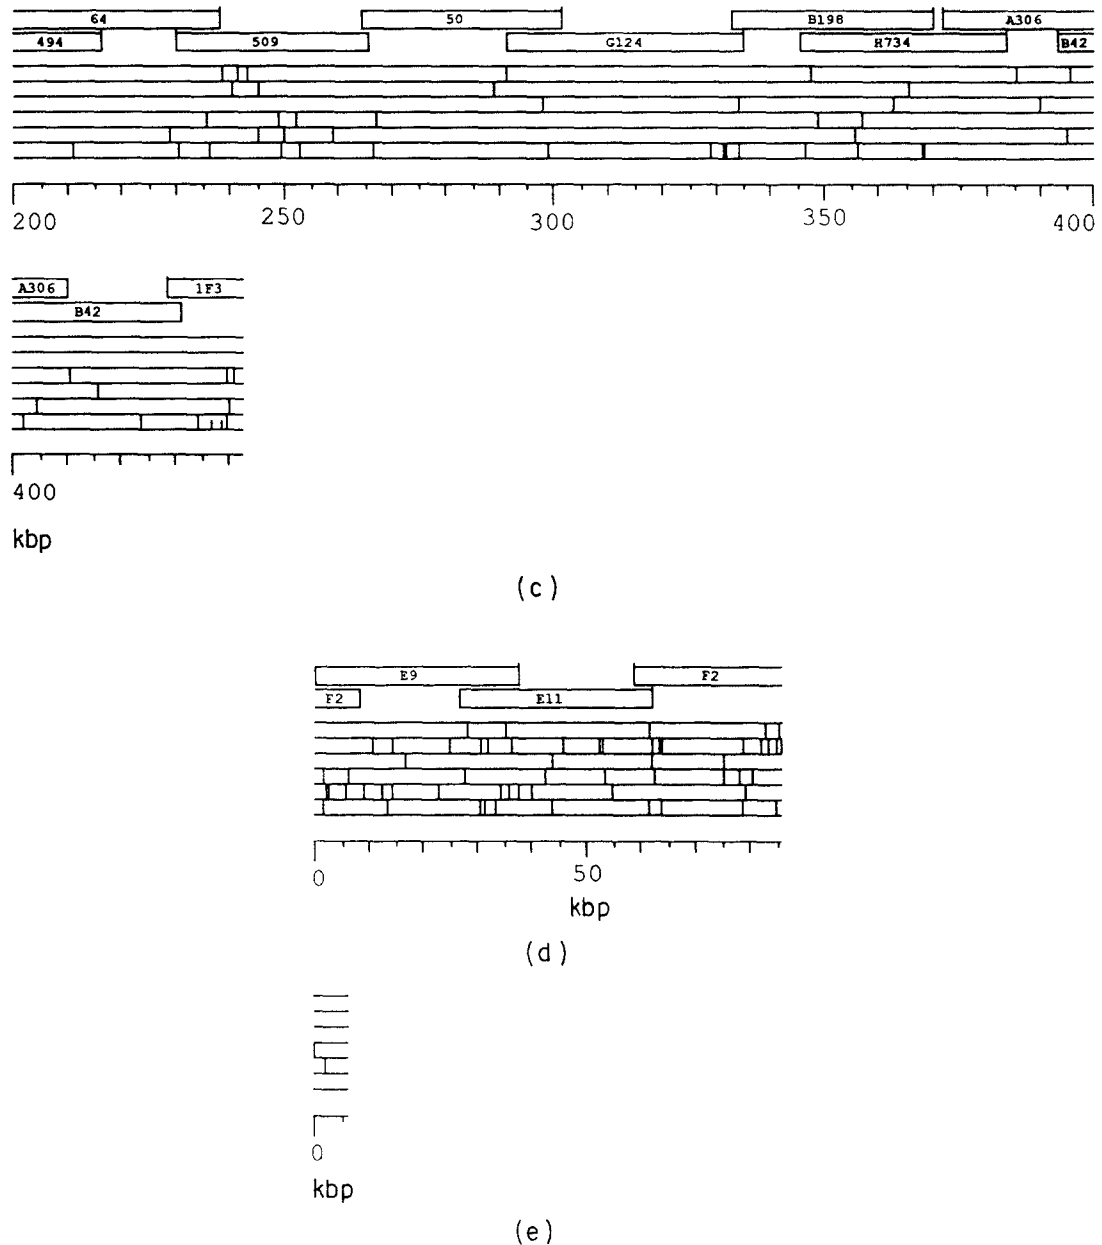 64 50 B198 A306
494 509 G124 H734 B42
200 250 300 350 400
A306 1F3
B42
400
kbp
(c)
E9 F2
F2 E11
0 50
kbp
(d)
0
kbp
(e)